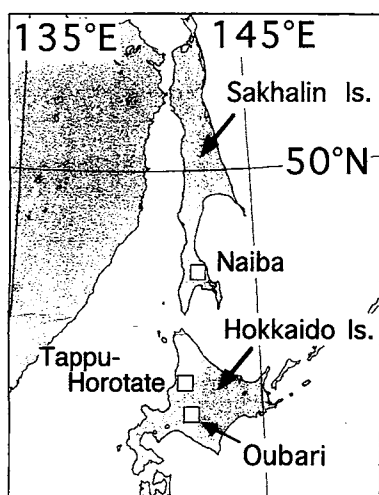 135°E 145°E
Sakhalin Is.
50°N
Naiba
Hokkaido Is.
Tappu-
Horotate
Oubari